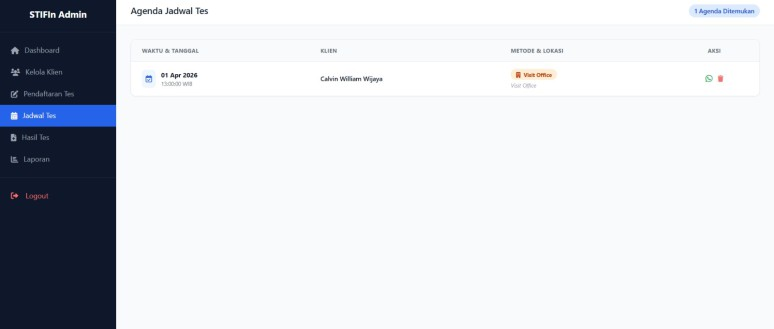 STIFIn Admin
Agenda Jadwal Tes
1 Agenda Ditemukan
Dashboard
Kelola Klien
Pendaftaran Tes
Jadwal Tes
Hasil Tes
Laporan
Logout
WAKTU & TANGGAL KLIEN METODE & LOKASI AKSI
01 Apr 2026
13:00:00 WIB
Calvin William Wijaya
Visit Office
Visit Office